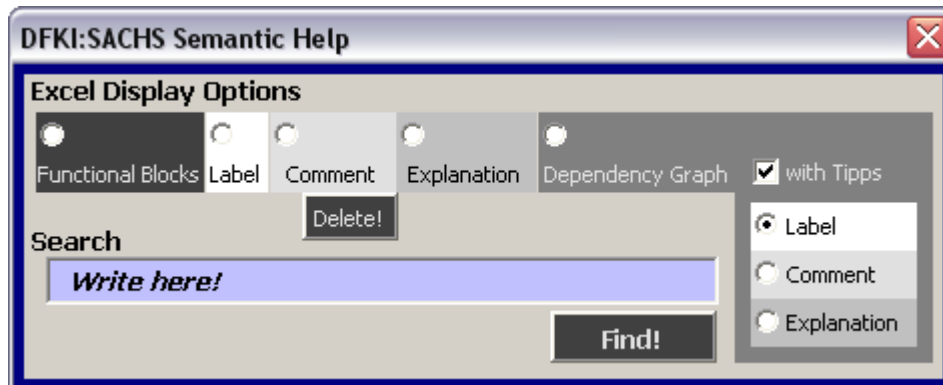 DFKI:SACHS Semantic Help
Excel Display Options
Functional Blocks Label Comment Explanation Dependency Graph with Tipps
Delete!
Label
Search
Comment
Write here!
Explanation
Find!